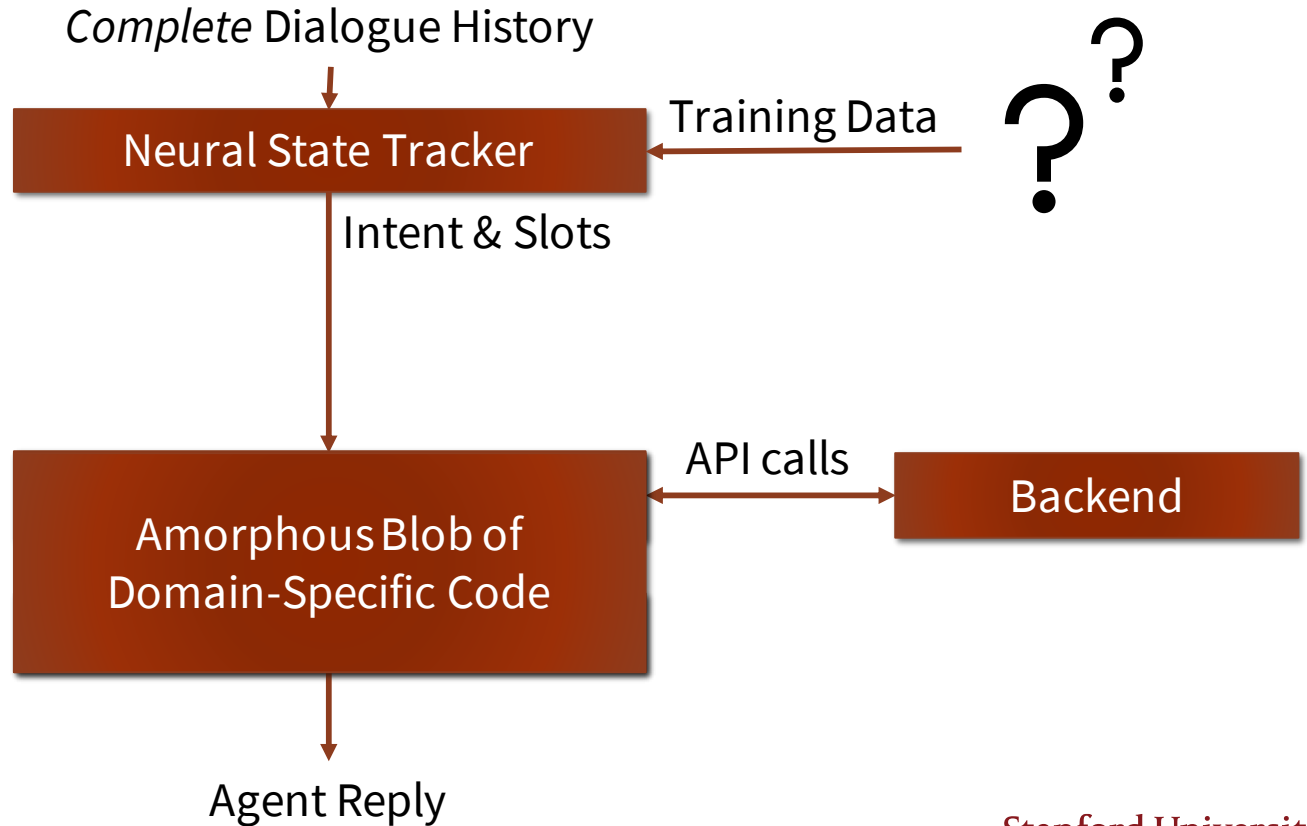 Complete Dialogue History
Neural State Tracker
Training Data
? ?
Intent & Slots
API calls
Backend
Amorphous Blob of
Domain-Specific Code
Agent Reply
Stanford